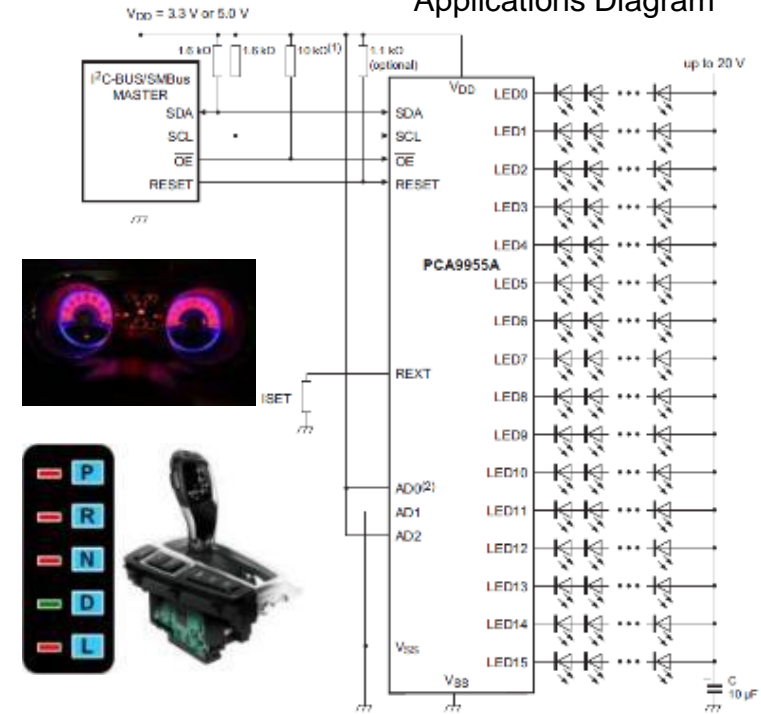 Applications Diagram
VDD = 3.3 V or 5.0 V
1.6 kΩ 1.6 kΩ 10 kΩ(1) 1.1 kΩ
(optional)
up to 20 V
I²C-BUS/SMBus
MASTER
SDA
SCL
OE
RESET
VDD
SDA
SCL
OE
RESET
PCA9955A
REXT
ISET
AD0(2)
AD1
AD2
VSS
VSS
LED0
LED1
LED2
LED3
LED4
LED5
LED6
LED7
LED8
LED9
LED10
LED11
LED12
LED13
LED14
LED15
C
10 µF
P
R
N
D
L